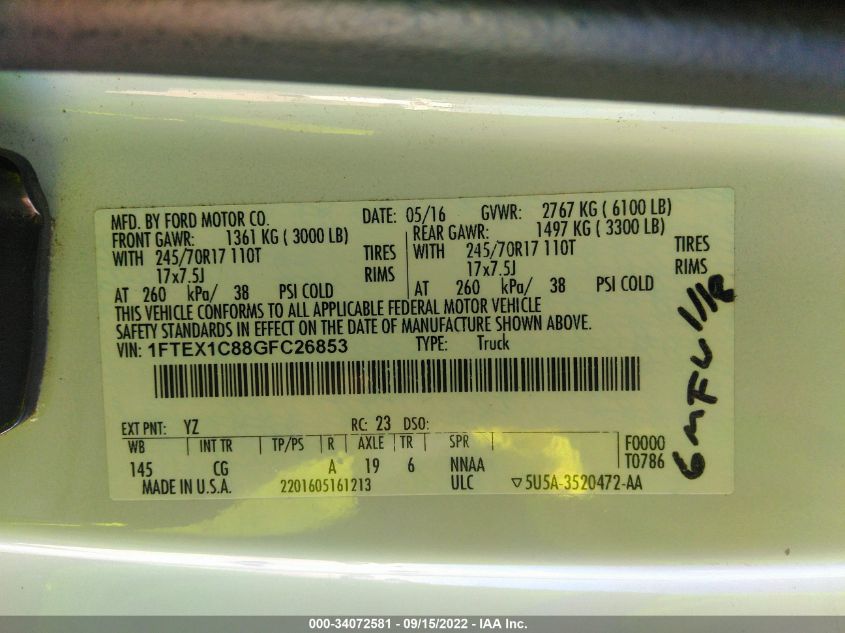 MFD. BY FORD MOTOR CO. DATE: 05/16 GVWR: 2767 KG ( 6100 LB)
FRONT GAWR: 1361 KG ( 3000 LB) REAR GAWR: 1497 KG ( 3300 LB)
WITH 245/70R17 110T TIRES WITH 245/70R17 110T TIRES
17x7.5J RIMS 17x7.5J RIMS
AT 260 kPa/ 38 PSI COLD AT 260 kPa/ 38 PSI COLD
THIS VEHICLE CONFORMS TO ALL APPLICABLE FEDERAL MOTOR VEHICLE
SAFETY STANDARDS IN EFFECT ON THE DATE OF MANUFACTURE SHOWN ABOVE.
VIN: 1FTEX1C88GFC26853 TYPE: Truck
EXT PNT: YZ RC: 23 DSO:
WB INT TR TP/PS R AXLE TR SPR F0000
145 CG A 19 6 NNAA T0786
MADE IN U.S.A. 2201605161213 ULC ▽5U5A-3520472-AA
000-34072581 - 09/15/2022 - IAA Inc.